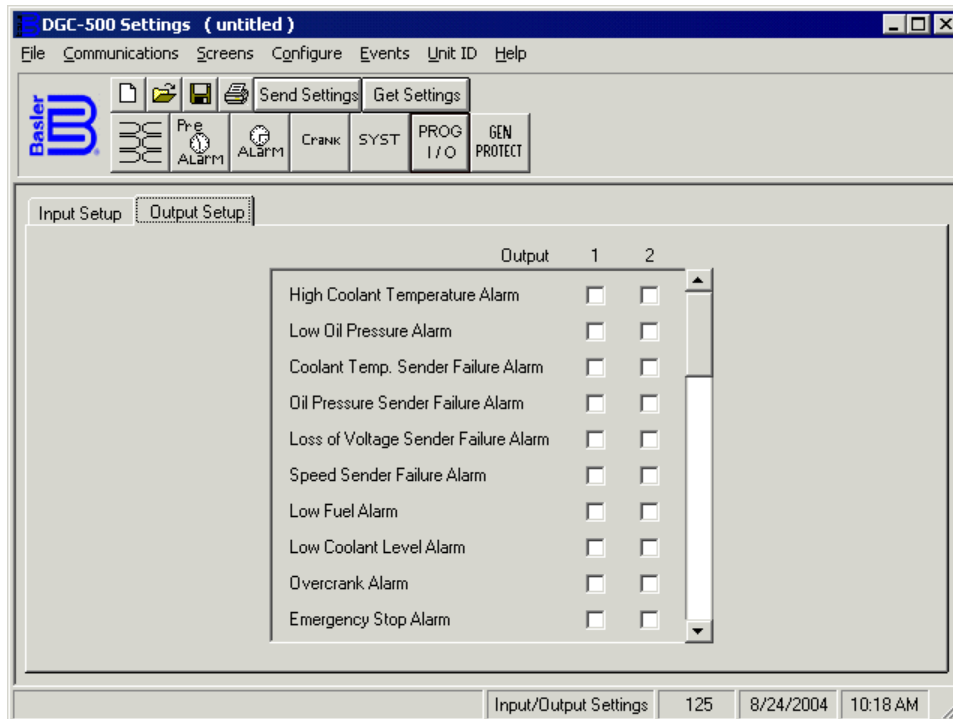 DGC-500 Settings ( untitled )
File Communications Screens Configure Events Unit ID Help
Basler
Send Settings Get Settings
Pre ALarm
ALarm
Crank
SYST
PROG I/O
GEN PROTECT
Input Setup Output Setup
Output 1 2
High Coolant Temperature Alarm
Low Oil Pressure Alarm
Coolant Temp. Sender Failure Alarm
Oil Pressure Sender Failure Alarm
Loss of Voltage Sender Failure Alarm
Speed Sender Failure Alarm
Low Fuel Alarm
Low Coolant Level Alarm
Overcrank Alarm
Emergency Stop Alarm
Input/Output Settings 125 8/24/2004 10:18 AM